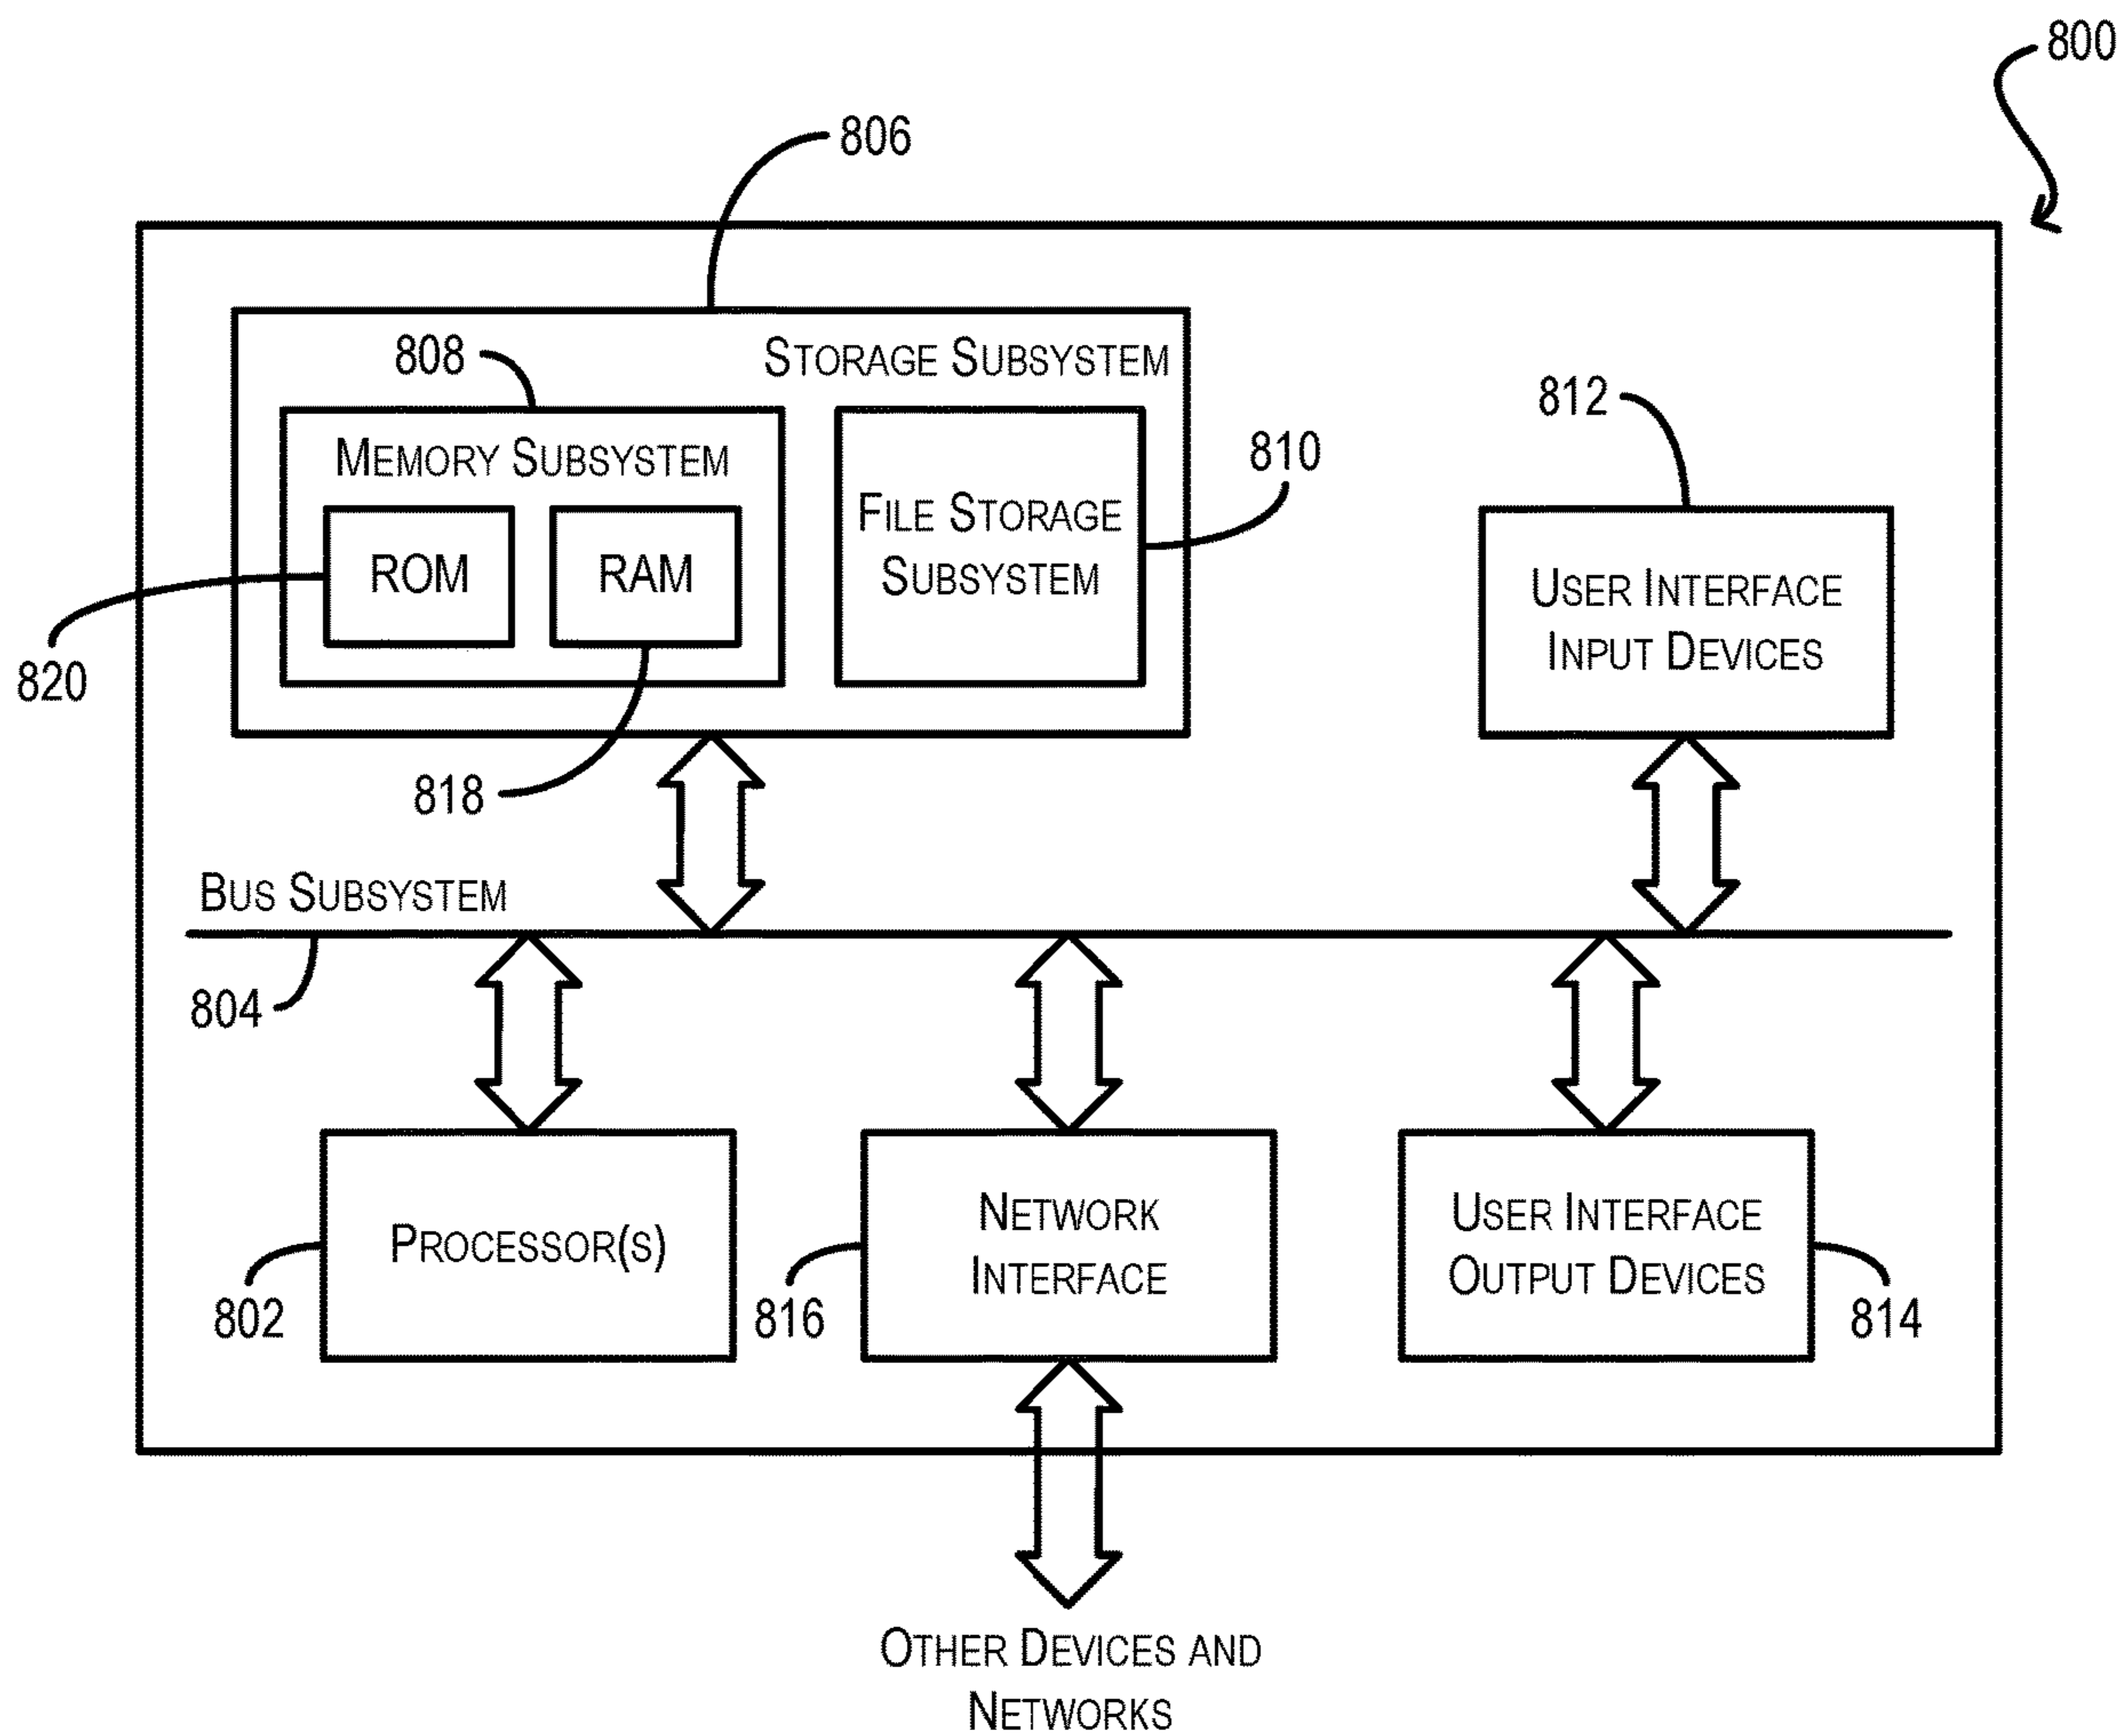 800
806
STORAGE SUBSYSTEM
808
812
MEMORY SUBSYSTEM
810
FILE STORAGE
SUBSYSTEM
ROM
RAM
USER INTERFACE
INPUT DEVICES
820
818
BUS SUBSYSTEM
804
PROCESSOR(S)
802
NETWORK
INTERFACE
816
USER INTERFACE
OUTPUT DEVICES
814
OTHER DEVICES AND
NETWORKS